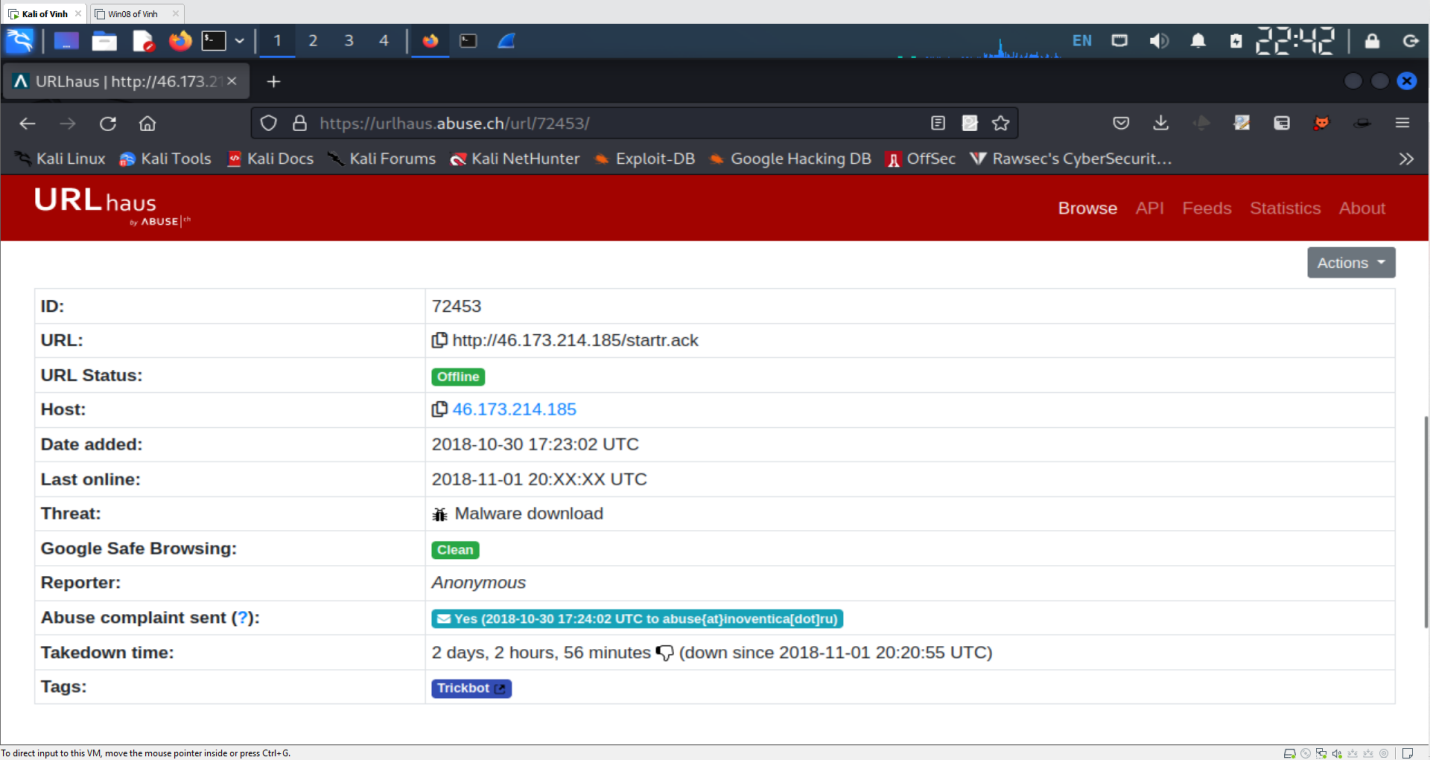 Kali of Vinh
Win08 of Vinh
1 2 3 4 EN 22:42
URLhaus | http://46.173.21
https://urlhaus.abuse.ch/url/72453/
Kali Linux Kali Tools Kali Docs Kali Forums Kali NetHunter Exploit-DB Google Hacking DB OffSec Rawsec's CyberSecurit...
URLhaus
by ABUSE|ch
Browse API Feeds Statistics About
Actions
ID: 72453
URL: http://46.173.214.185/startr.ack
URL Status: Offline
Host: 46.173.214.185
Date added: 2018-10-30 17:23:02 UTC
Last online: 2018-11-01 20:XX:XX UTC
Threat: Malware download
Google Safe Browsing: Clean
Reporter: Anonymous
Abuse complaint sent (?): Yes (2018-10-30 17:24:02 UTC to abuse{at}inoventica[dot]ru)
Takedown time: 2 days, 2 hours, 56 minutes (down since 2018-11-01 20:20:55 UTC)
Tags: Trickbot
To direct input to this VM, move the mouse pointer inside or press Ctrl+G.